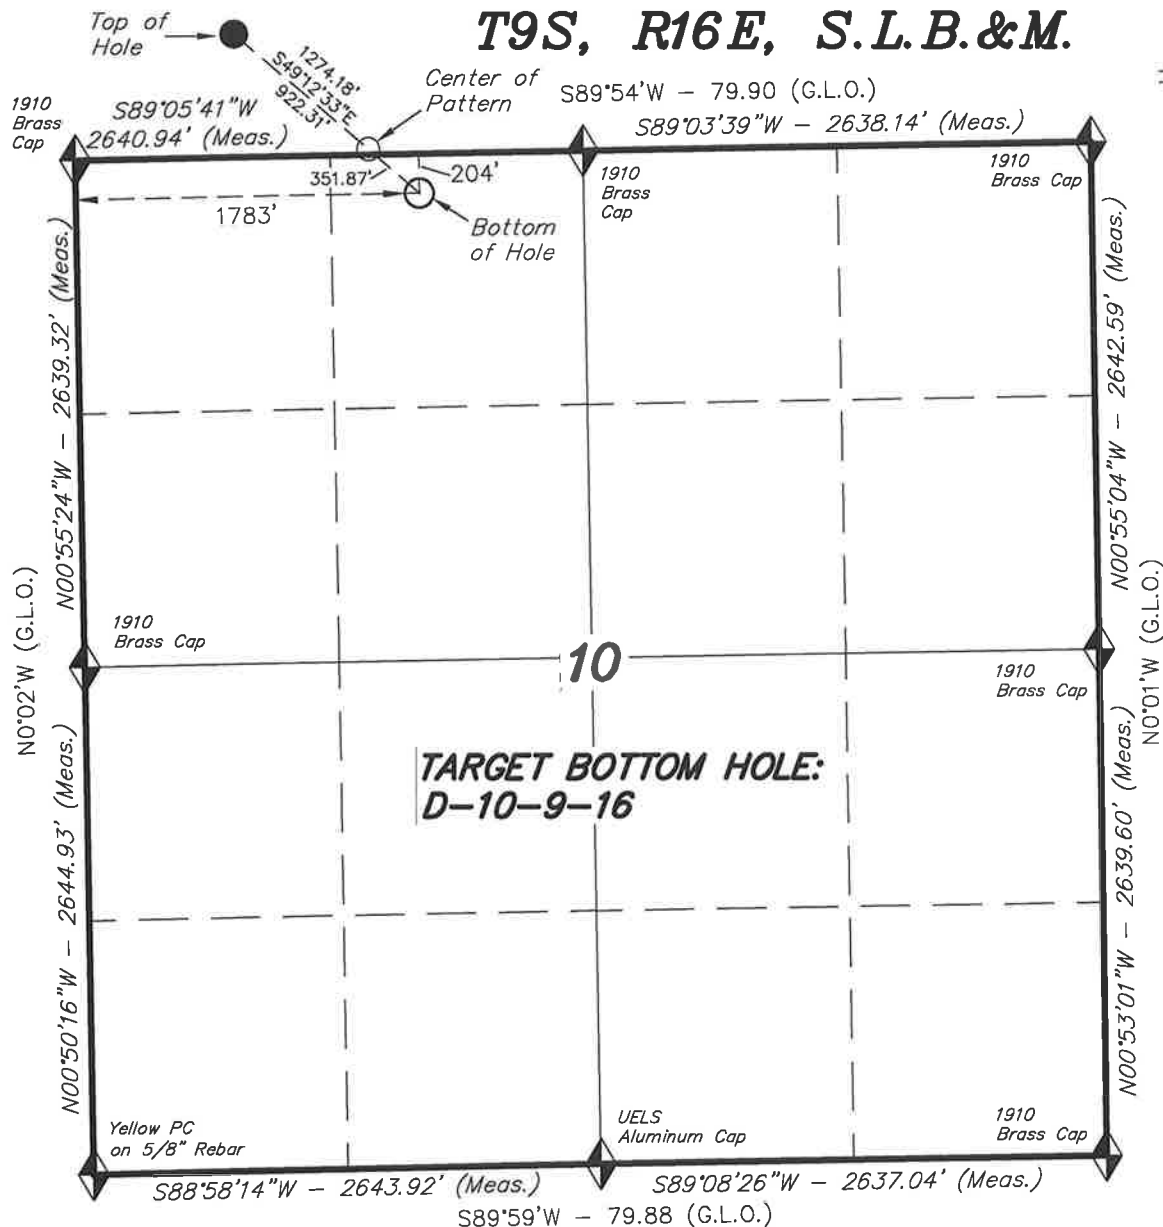 T9S, R16E, S.L.B.&M.
Top of
Hole
1274.18'
S49°12'33"E
922.31'
Center of
Pattern
S89°54'W – 79.90 (G.L.O.)
1910
Brass
Cap
S89°05'41"W
2640.94' (Meas.)
S89°03'39"W – 2638.14' (Meas.)
351.87'
204'
1910
Brass
Cap
1910
Brass Cap
1783'
Bottom
of Hole
N00°55'24"W – 2639.32' (Meas.)
N00°55'04"W – 2642.59' (Meas.)
N0°02'W (G.L.O.)
N0°01'W (G.L.O.)
1910
Brass Cap
10
1910
Brass Cap
TARGET BOTTOM HOLE:
D–10–9–16
N00°50'16"W – 2644.93' (Meas.)
N00°53'01"W – 2639.60' (Meas.)
Yellow PC
on 5/8" Rebar
UELS
Aluminum Cap
1910
Brass Cap
S88°58'14"W – 2643.92' (Meas.)
S89°08'26"W – 2637.04' (Meas.)
S89°59'W – 79.88 (G.L.O.)